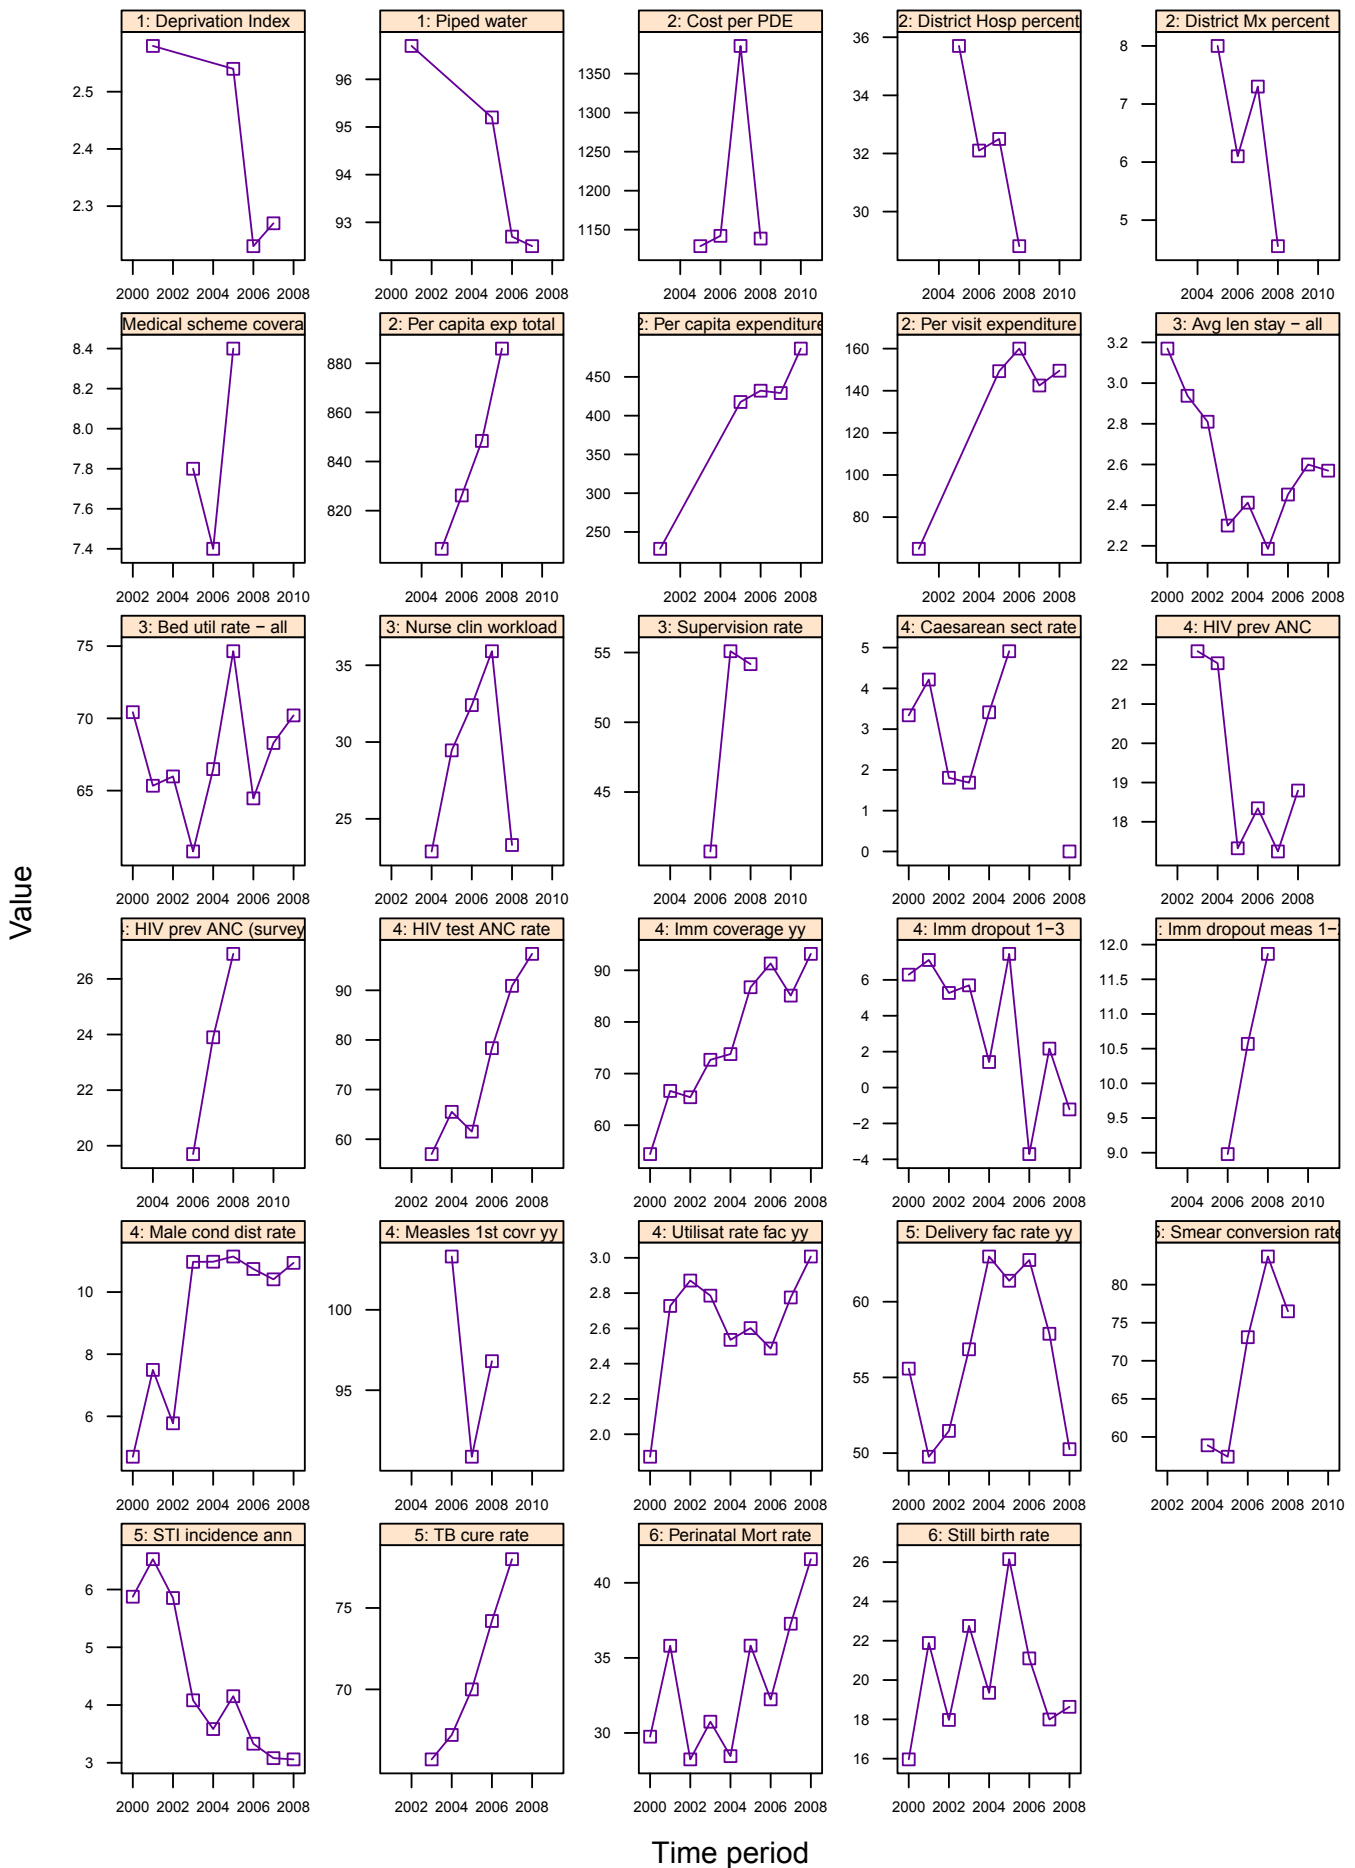 1: Deprivation Index
2.5
2.4
2.3
2000 2002 2004 2006 2008
1: Piped water
96
95
94
93
2000 2002 2004 2006 2008
2: Cost per PDE
1350
1300
1250
1200
1150
2004 2006 2008 2010
2: District Hosp percent
36
34
32
30
2004 2006 2008 2010
2: District Mx percent
8
7
6
5
2004 2006 2008 2010
Medical scheme covera
8.4
8.2
8.0
7.8
7.6
7.4
2002 2004 2006 2008 2010
2: Per capita exp total
880
860
840
820
2004 2006 2008 2010
2: Per capita expenditure
450
400
350
300
250
2002 2004 2006 2008
2: Per visit expenditure
160
140
120
100
80
2002 2004 2006 2008
3: Avg len stay − all
3.2
3.0
2.8
2.6
2.4
2.2
2000 2002 2004 2006 2008
3: Bed util rate − all
75
70
65
2000 2002 2004 2006 2008
3: Nurse clin workload
35
30
25
2002 2004 2006 2008 2010
3: Supervision rate
55
50
45
2004 2006 2008 2010
4: Caesarean sect rate
5
4
3
2
1
0
2000 2002 2004 2006 2008
4: HIV prev ANC
22
21
20
19
18
2002 2004 2006 2008
Value
: HIV prev ANC (survey
26
24
22
20
2004 2006 2008 2010
4: HIV test ANC rate
90
80
70
60
2002 2004 2006 2008
4: Imm coverage yy
90
80
70
60
2000 2002 2004 2006 2008
4: Imm dropout 1−3
6
4
2
0
−2
−4
2000 2002 2004 2006 2008
: Imm dropout meas 1−
12.0
11.5
11.0
10.5
10.0
9.5
9.0
2004 2006 2008 2010
4: Male cond dist rate
10
8
6
2000 2002 2004 2006 2008
4: Measles 1st covr yy
100
95
2004 2006 2008 2010
4: Utilisat rate fac yy
3.0
2.8
2.6
2.4
2.2
2.0
2000 2002 2004 2006 2008
5: Delivery fac rate yy
60
55
50
2000 2002 2004 2006 2008
5: Smear conversion rate
80
75
70
65
60
2002 2004 2006 2008 2010
5: STI incidence ann
6
5
4
3
2000 2002 2004 2006 2008
5: TB cure rate
75
70
2002 2004 2006 2008
6: Perinatal Mort rate
40
35
30
2000 2002 2004 2006 2008
6: Still birth rate
26
24
22
20
18
16
2000 2002 2004 2006 2008
Time period